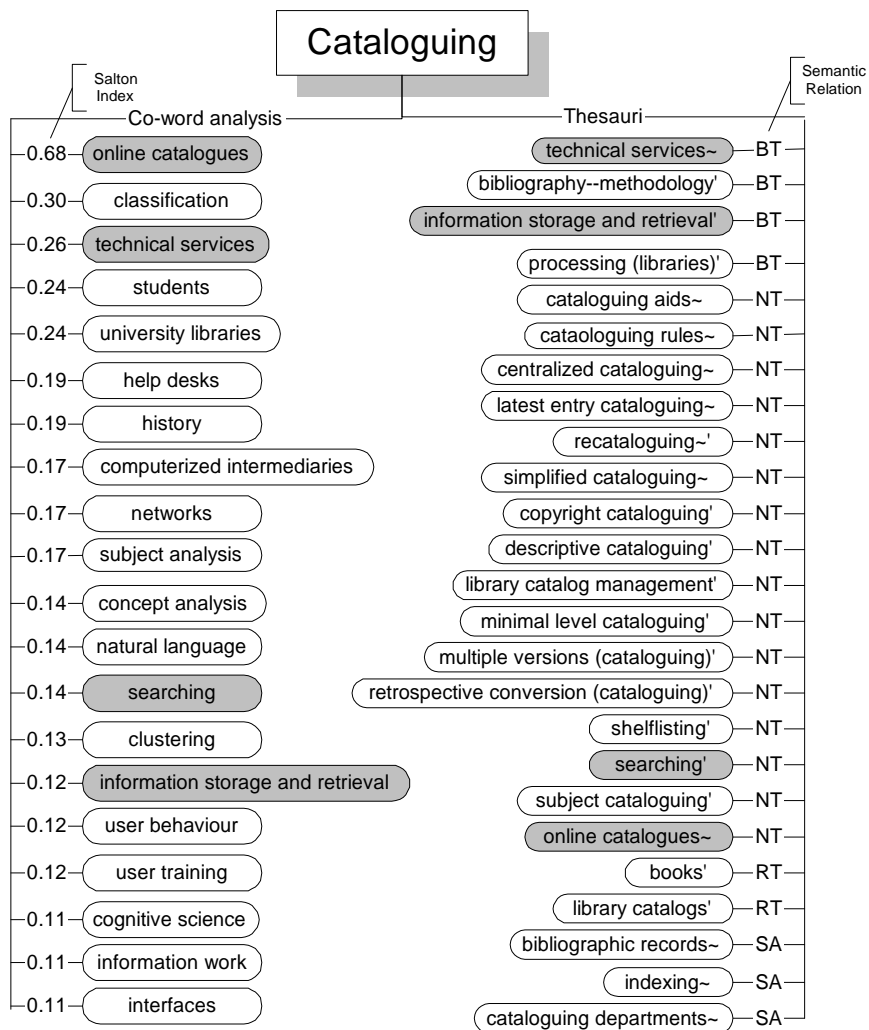 Cataloguing
Salton
Index
Semantic
Relation
Co-word analysis
Thesauri
0.68 online catalogues
0.30 classification
0.26 technical services
0.24 students
0.24 university libraries
0.19 help desks
0.19 history
0.17 computerized intermediaries
0.17 networks
0.17 subject analysis
0.14 concept analysis
0.14 natural language
0.14 searching
0.13 clustering
0.12 information storage and retrieval
0.12 user behaviour
0.12 user training
0.11 cognitive science
0.11 information work
0.11 interfaces
technical services~ BT
bibliography--methodology' BT
information storage and retrieval' BT
processing (libraries)' BT
cataloguing aids~ NT
cataologuing rules~ NT
centralized cataloguing~ NT
latest entry cataloguing~ NT
recataloguing~' NT
simplified cataloguing~ NT
copyright cataloguing' NT
descriptive cataloguing' NT
library catalog management' NT
minimal level cataloguing' NT
multiple versions (cataloguing)' NT
retrospective conversion (cataloguing)' NT
shelflisting' NT
searching' NT
subject cataloguing' NT
online catalogues~ NT
books' RT
library catalogs' RT
bibliographic records~ SA
indexing~ SA
cataloguing departments~ SA